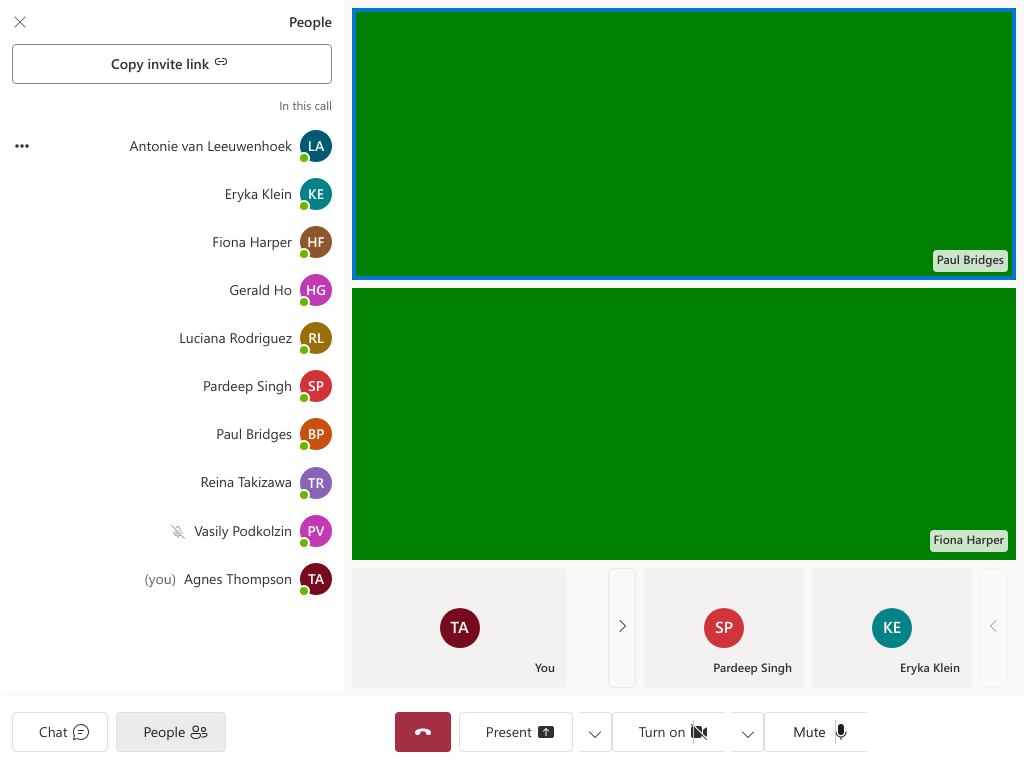 People
Copy invite link
In this call
Antonie van Leeuwenhoek LA
Eryka Klein KE
Fiona Harper HF
Gerald Ho HG
Luciana Rodriguez RL
Pardeep Singh SP
Paul Bridges BP
Reina Takizawa TR
Vasily Podkolzin PV
(you) Agnes Thompson TA
Paul Bridges
Fiona Harper
TA
You
SP
Pardeep Singh
KE
Eryka Klein
Chat
People
Present
Turn on
Mute